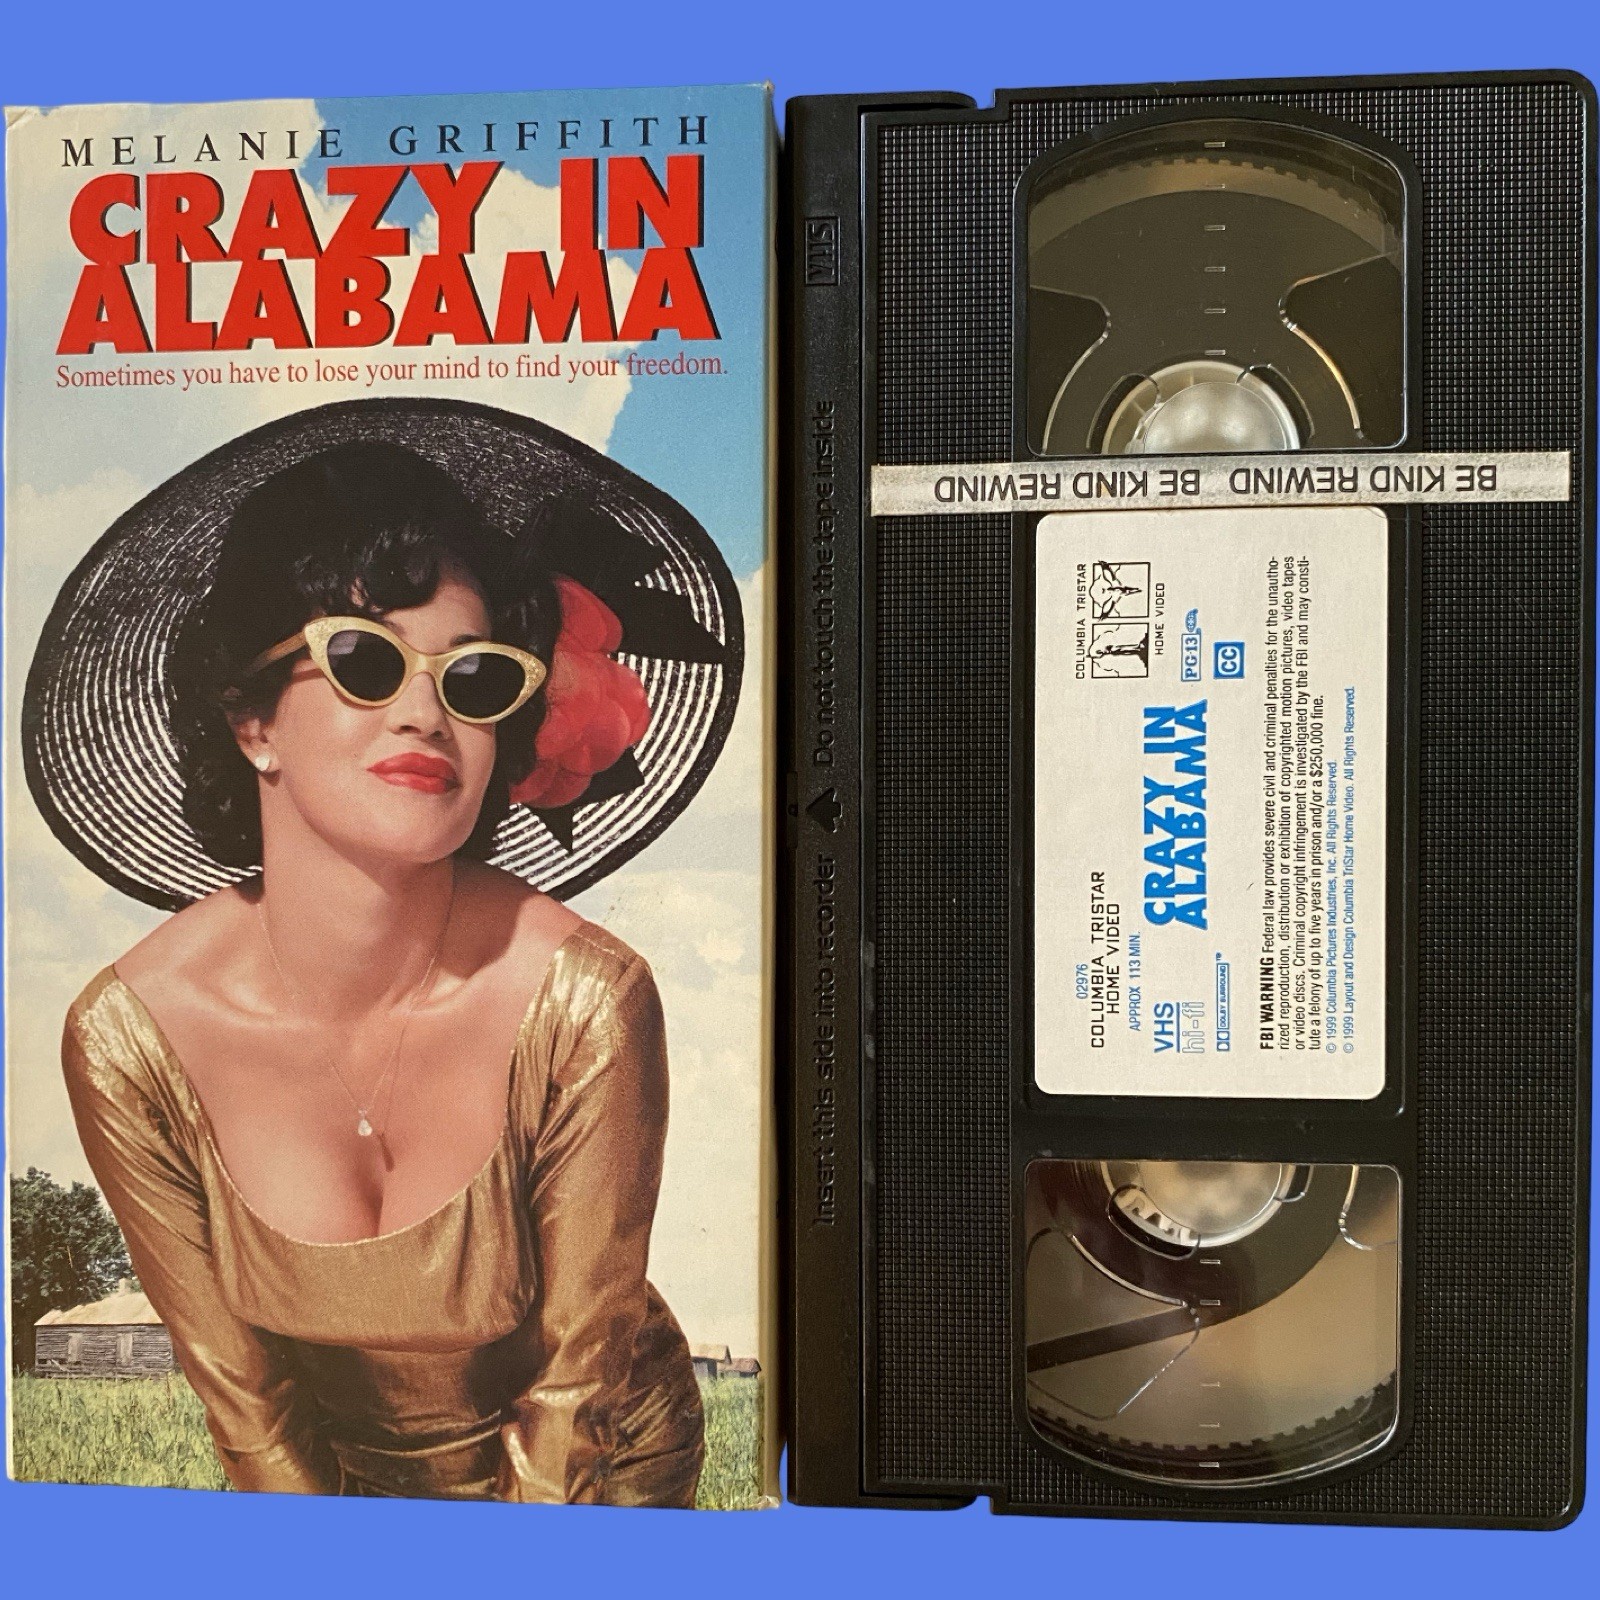 MELANIE GRIFFITH
CRAZY IN
ALABAMA
Sometimes you have to lose your mind to find your freedom.
VHS
Insert this side into recorder Do not touch the tape inside
BE KIND REWIND BE KIND REWIND
02976
COLUMBIA TRISTAR
HOME VIDEO
APPROX 113 MIN.
VHS
hi-fi
DOLBY SURROUND™
CRAZY IN
ALABAMA
COLUMBIA TRISTAR
HOME VIDEO
PG-13
CC
FBI WARNING Federal law provides severe civil and criminal penalties for the unautho-
rized reproduction, distribution or exhibition of copyrighted motion pictures, video tapes
or video discs. Criminal copyright infringement is investigated by the FBI and may consti-
tute a felony of up to five years in prison and/or a $250,000 fine.
© 1999 Columbia Pictures Industries, Inc. All Rights Reserved.
© 1999 Layout and Design Columbia TriStar Home Video. All Rights Reserved.